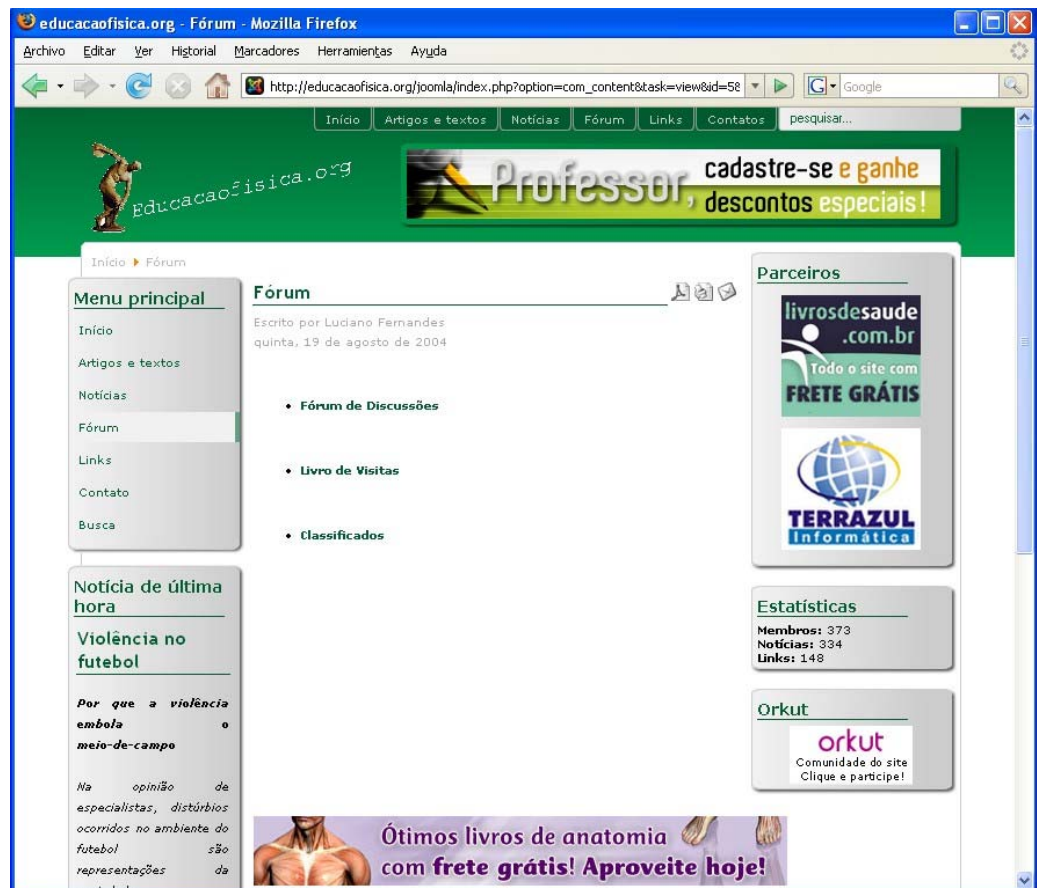 educacaofisica.org - Fórum - Mozilla Firefox
Archivo Editar Ver Historial Marcadores Herramientas Ayuda
http://educacaofisica.org/joomla/index.php?option=com_content&task=view&id=58
Google
Início Artigos e textos Notícias Fórum Links Contatos pesquisar...
Educacaofisica.org
Professor, cadastre-se e ganhe
descontos especiais!
Início Fórum
Menu principal
Início
Artigos e textos
Notícias
Fórum
Links
Contato
Busca
Notícia de última
hora
Violência no
futebol
Por que a violência
embola o
meio-de-campo
Na opinião de
especialistas, distúrbios
ocorridos no ambiente do
futebol são
representações da
Fórum
Escrito por Luciano Fernandes
quinta, 19 de agosto de 2004
• Fórum de Discussões
• Livro de Visitas
• Classificados
Ótimos livros de anatomia
com frete grátis! Aproveite hoje!
Parceiros
livrosdesaude
.com.br
Todo o site com
FRETE GRÁTIS
TERRAZUL
Informática
Estatísticas
Membros: 373
Notícias: 334
Links: 148
Orkut
orkut
Comunidade do site
Clique e participe!